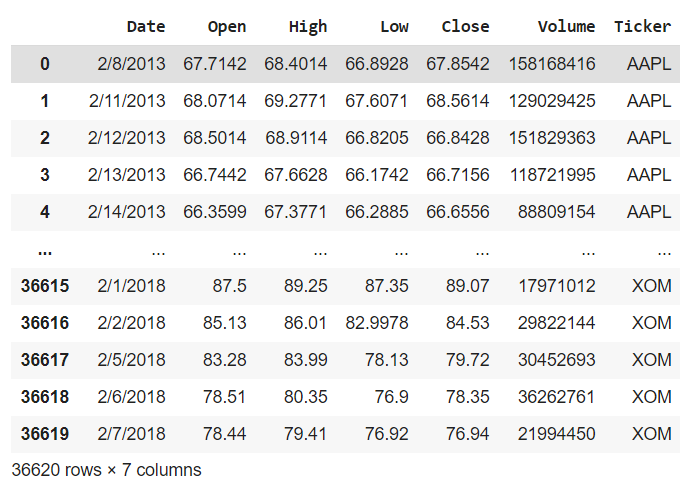 Date Open High Low Close Volume Ticker
0 2/8/2013 67.7142 68.4014 66.8928 67.8542 158168416 AAPL
1 2/11/2013 68.0714 69.2771 67.6071 68.5614 129029425 AAPL
2 2/12/2013 68.5014 68.9114 66.8205 66.8428 151829363 AAPL
3 2/13/2013 66.7442 67.6628 66.1742 66.7156 118721995 AAPL
4 2/14/2013 66.3599 67.3771 66.2885 66.6556 88809154 AAPL
... ... ... ... ... ... ... ...
36615 2/1/2018 87.5 89.25 87.35 89.07 17971012 XOM
36616 2/2/2018 85.13 86.01 82.9978 84.53 29822144 XOM
36617 2/5/2018 83.28 83.99 78.13 79.72 30452693 XOM
36618 2/6/2018 78.51 80.35 76.9 78.35 36262761 XOM
36619 2/7/2018 78.44 79.41 76.92 76.94 21994450 XOM
36620 rows × 7 columns